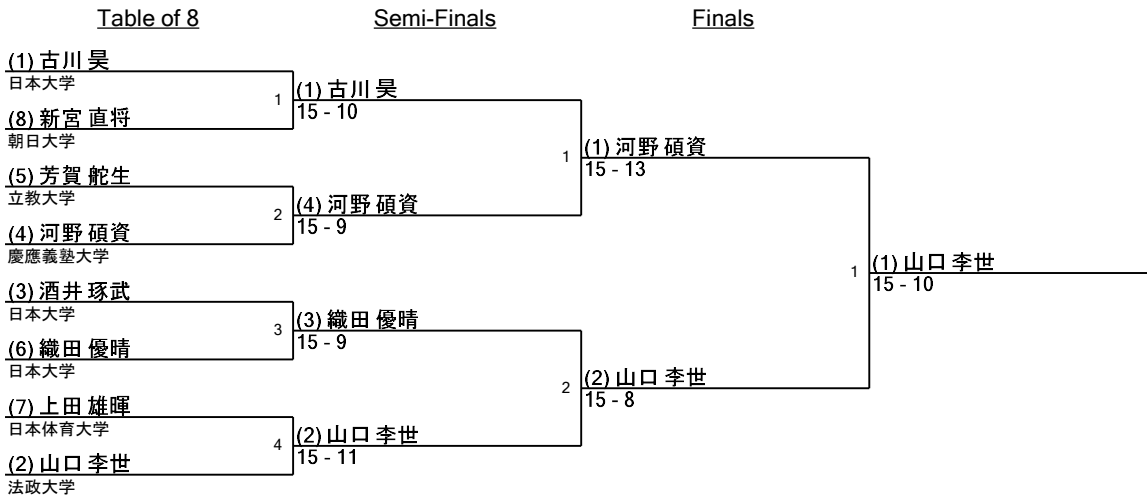 Table of 8
Semi-Finals
Finals
(1) 古川 昊
日本大学
1
(1) 古川 昊
15 - 10
(8) 新宮 直将
朝日大学
1
(1) 河野 碩資
15 - 13
(5) 芳賀 舵生
立教大学
2
(4) 河野 碩資
15 - 9
(4) 河野 碩資
慶應義塾大学
1
(1) 山口 李世
15 - 10
(3) 酒井 琢武
日本大学
3
(3) 織田 優晴
15 - 9
(6) 織田 優晴
日本大学
2
(2) 山口 李世
15 - 8
(7) 上田 雄暉
日本体育大学
4
(2) 山口 李世
15 - 11
(2) 山口 李世
法政大学